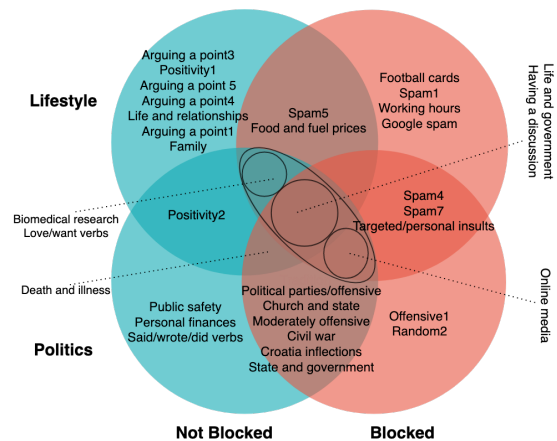 Arguing a point3
Positivity1
Arguing a point 5
Arguing a point4
Life and relationships
Arguing a point1
Family
Lifestyle
Spam5
Food and fuel prices
Football cards
Spam1
Working hours
Google spam
Life and government
Having a discussion
Biomedical research
Love/want verbs
Positivity2
Spam4
Spam7
Targeted/personal insults
Death and illness
Online media
Public safety
Personal finances
Said/wrote/did verbs
Political parties/offensive
Church and state
Moderately offensive
Civil war
Croatia inflections
State and government
Offensive1
Random2
Politics
Not Blocked
Blocked